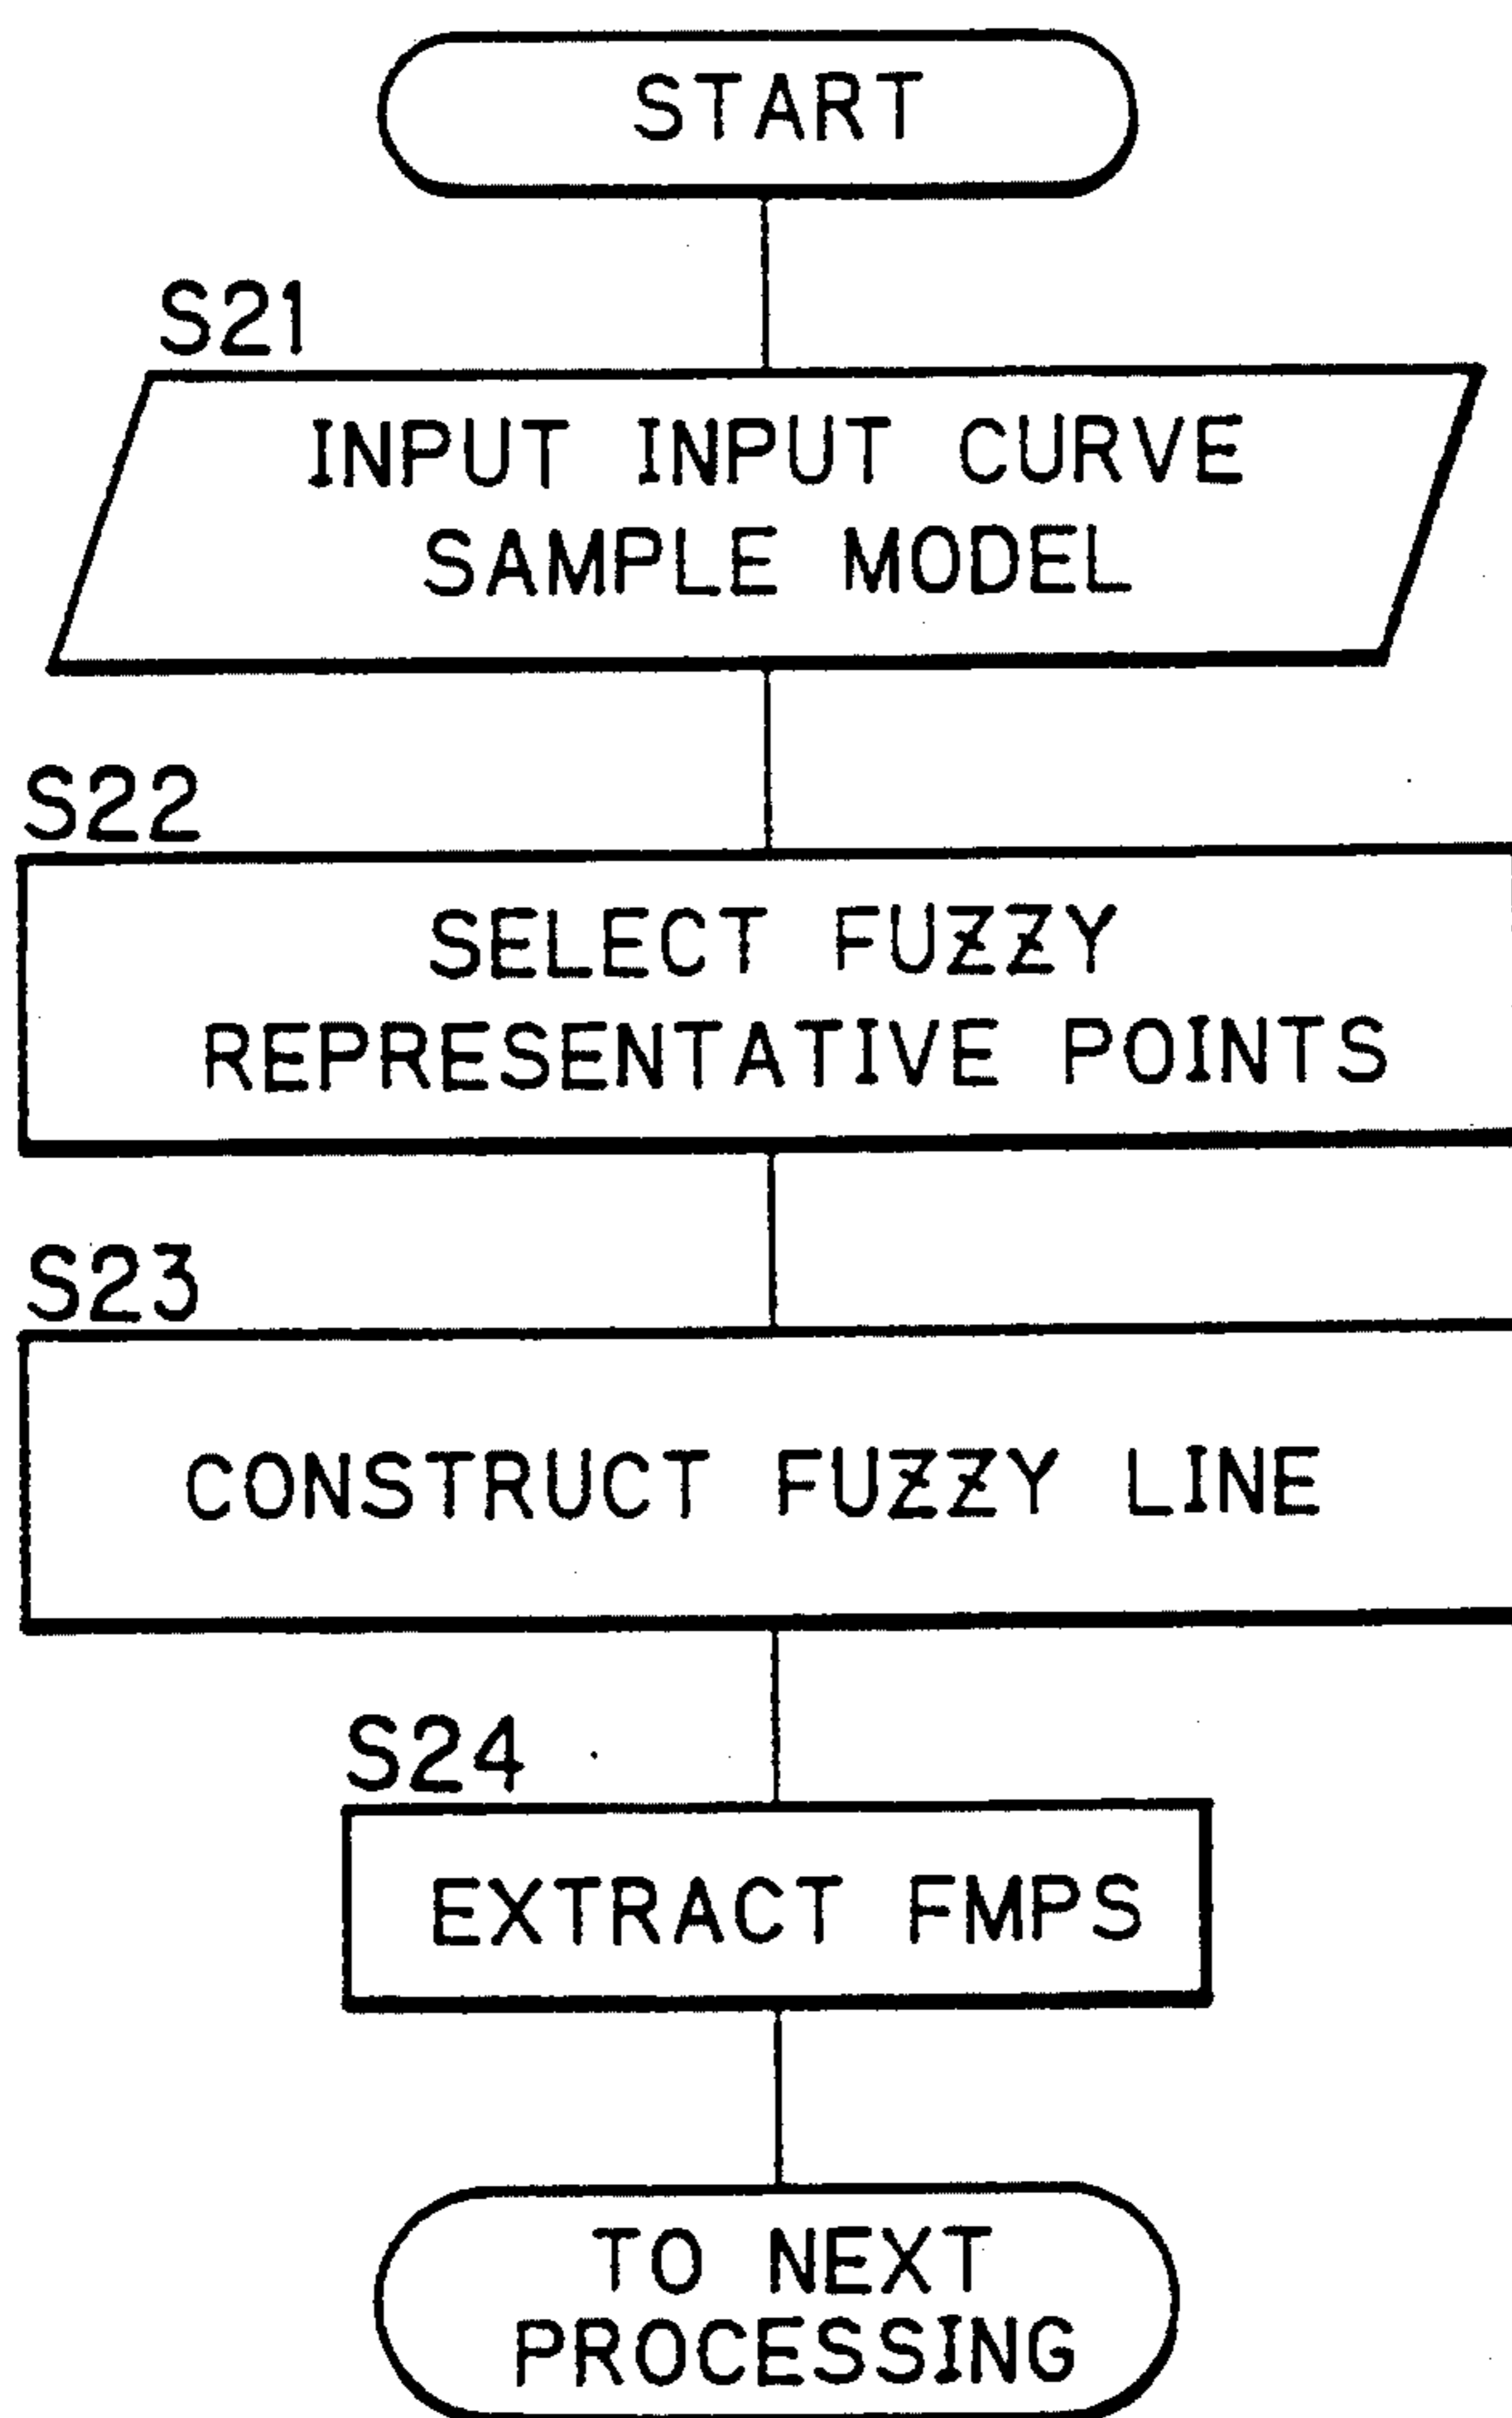 START
S21
INPUT INPUT CURVE
SAMPLE MODEL
S22
SELECT FUZZY
REPRESENTATIVE POINTS
S23
CONSTRUCT FUZZY LINE
S24
EXTRACT FMPS
TO NEXT
PROCESSING